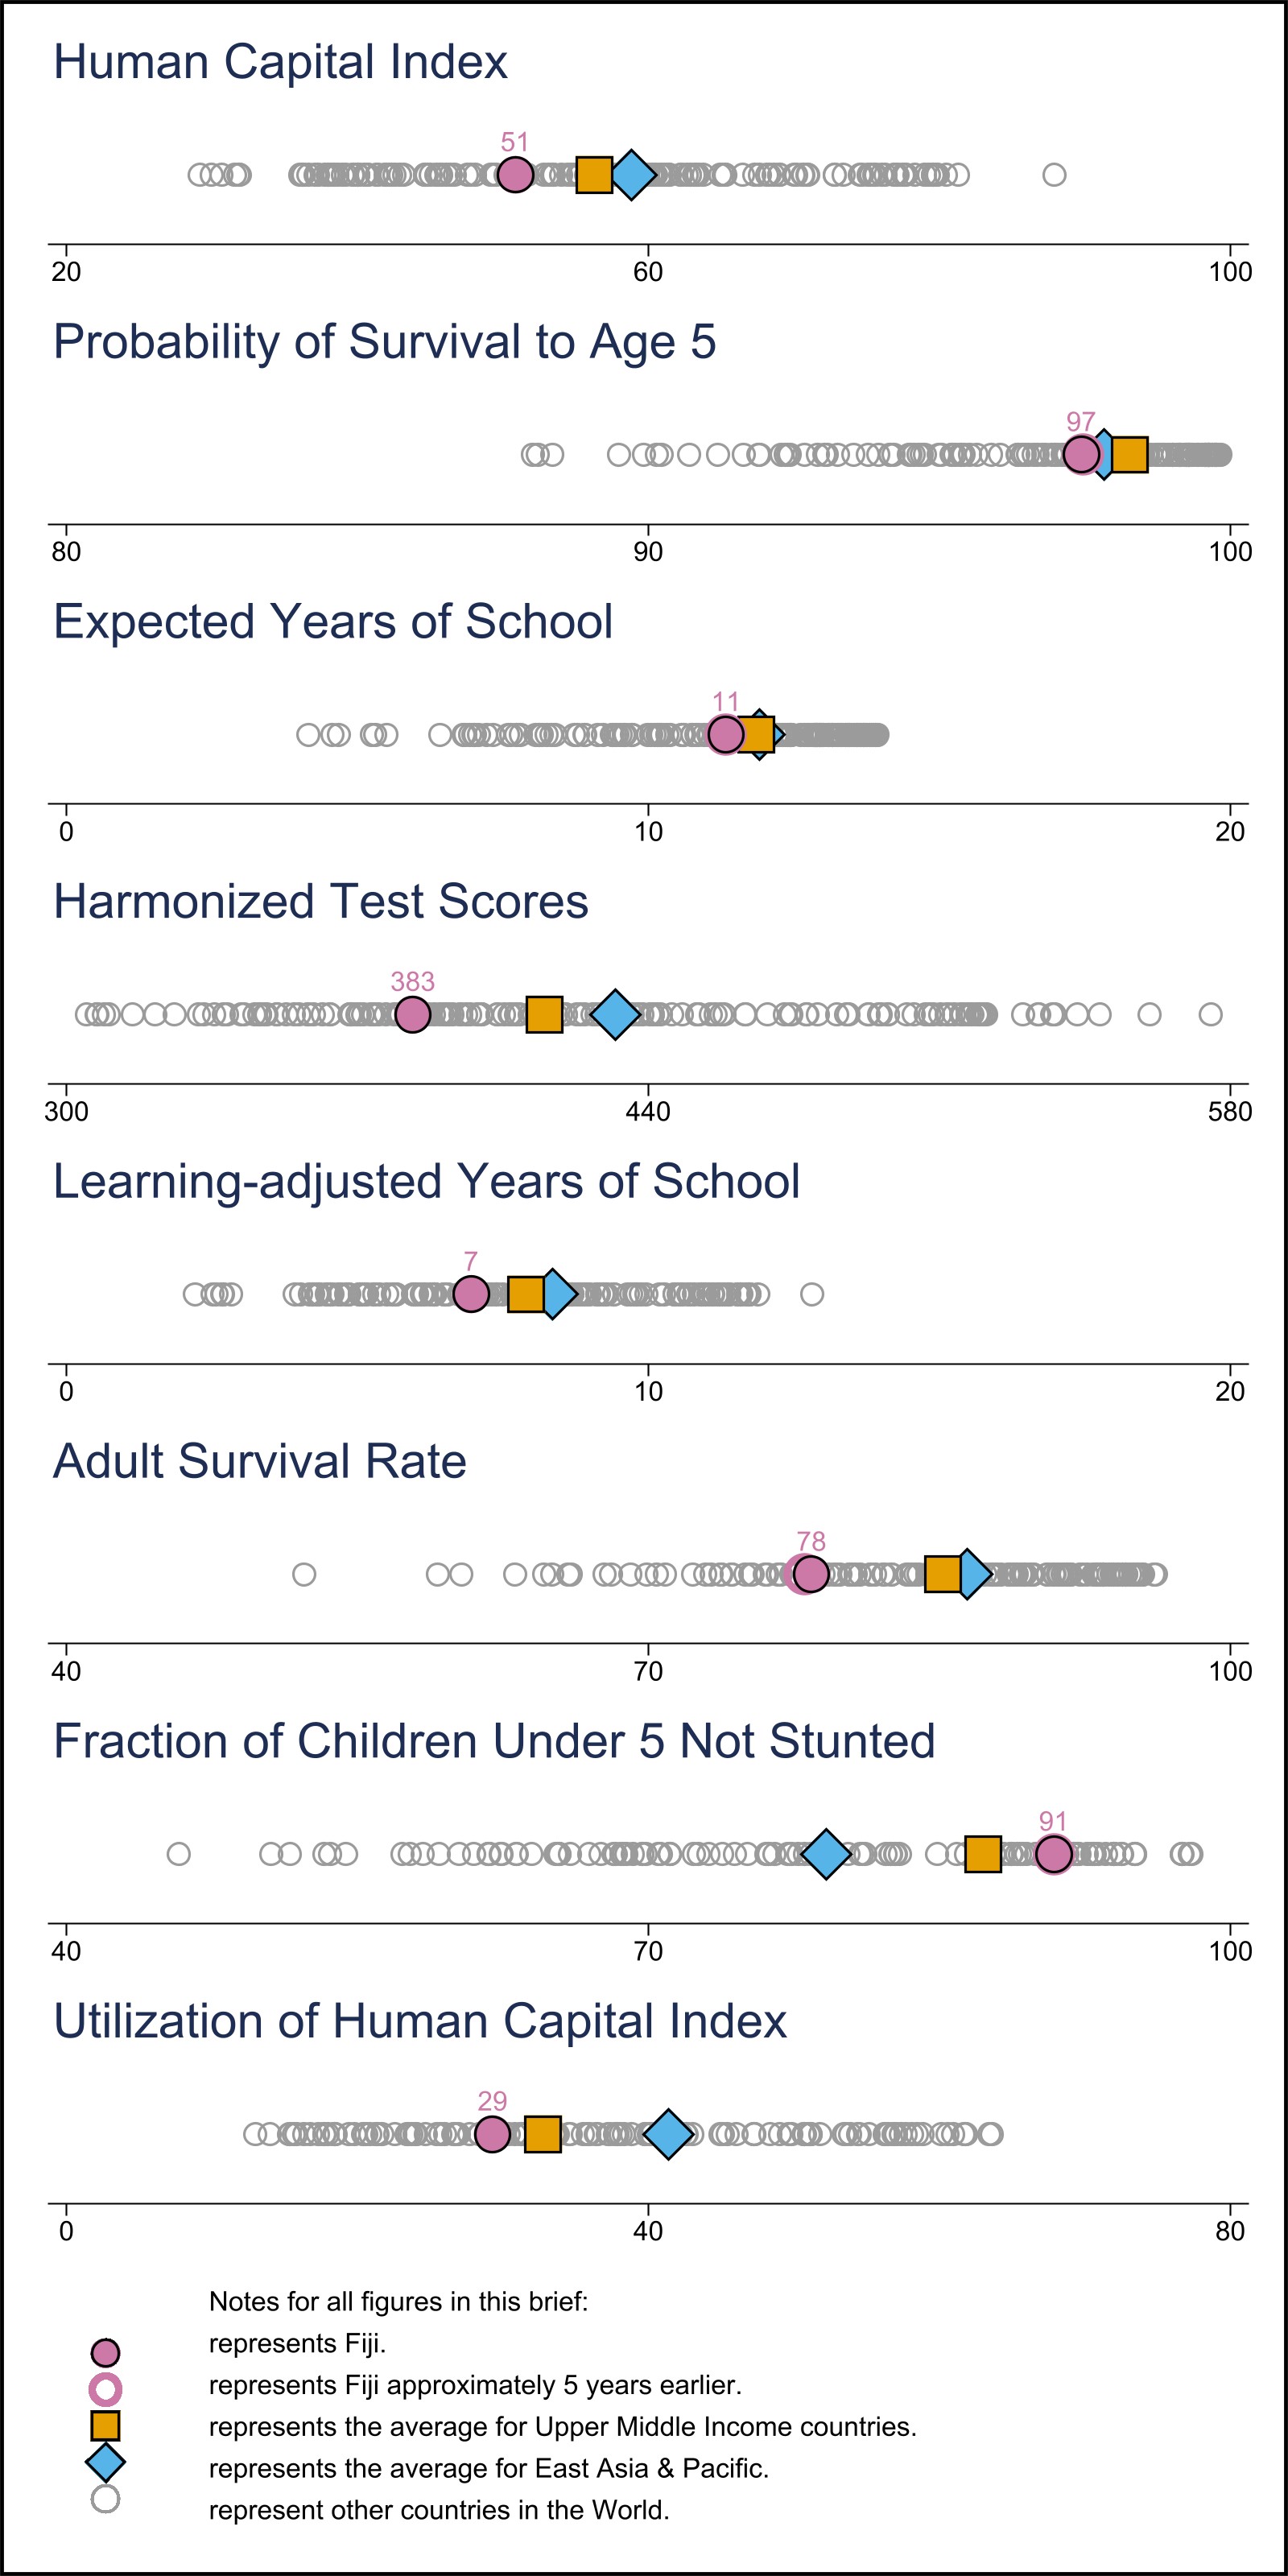 Human Capital Index
51
20 60 100
Probability of Survival to Age 5
97
80 90 100
Expected Years of School
11
0 10 20
Harmonized Test Scores
383
300 440 580
Learning-adjusted Years of School
7
0 10 20
Adult Survival Rate
78
40 70 100
Fraction of Children Under 5 Not Stunted
91
40 70 100
Utilization of Human Capital Index
29
0 40 80
Notes for all figures in this brief:
represents Fiji.
represents Fiji approximately 5 years earlier.
represents the average for Upper Middle Income countries.
represents the average for East Asia & Pacific.
represent other countries in the World.